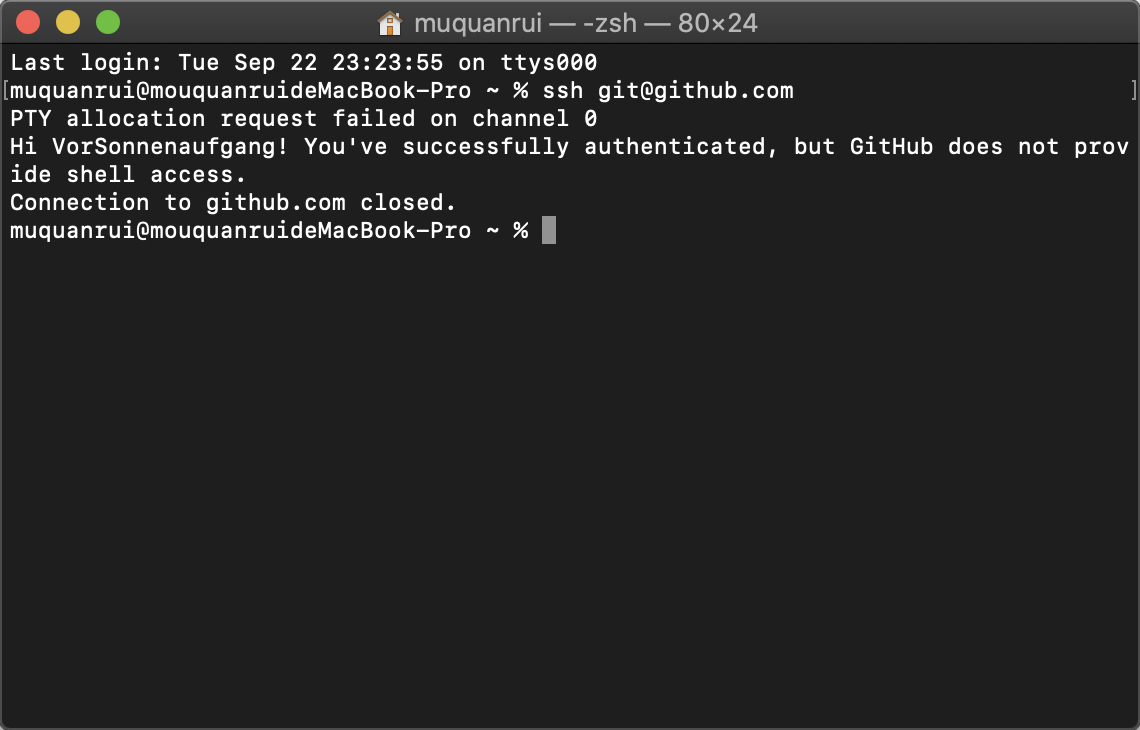 muquanrui — -zsh — 80×24
Last login: Tue Sep 22 23:23:55 on ttys000
[muquanrui@mouquanruideMacBook-Pro ~ % ssh git@github.com ]
PTY allocation request failed on channel 0
Hi VorSonnenaufgang! You've successfully authenticated, but GitHub does not prov
ide shell access.
Connection to github.com closed.
muquanrui@mouquanruideMacBook-Pro ~ %